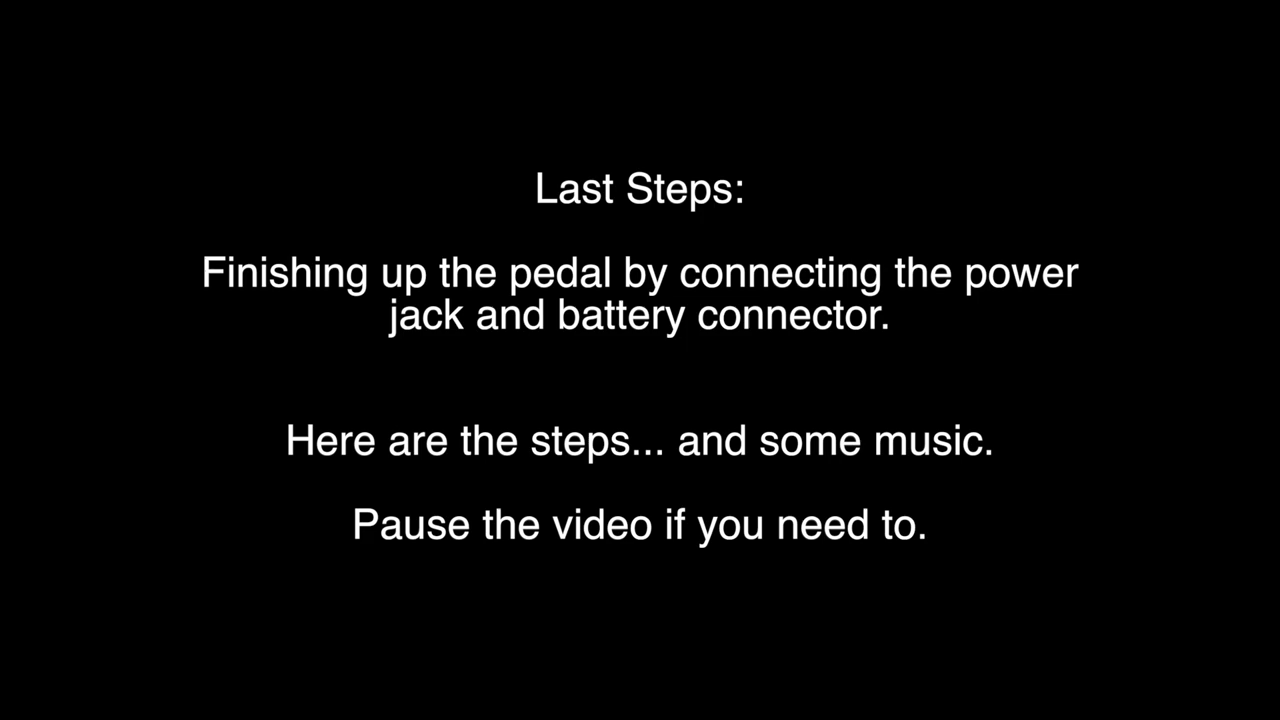 Last Steps:
Finishing up the pedal by connecting the power
jack and battery connector.
Here are the steps... and some music.
Pause the video if you need to.